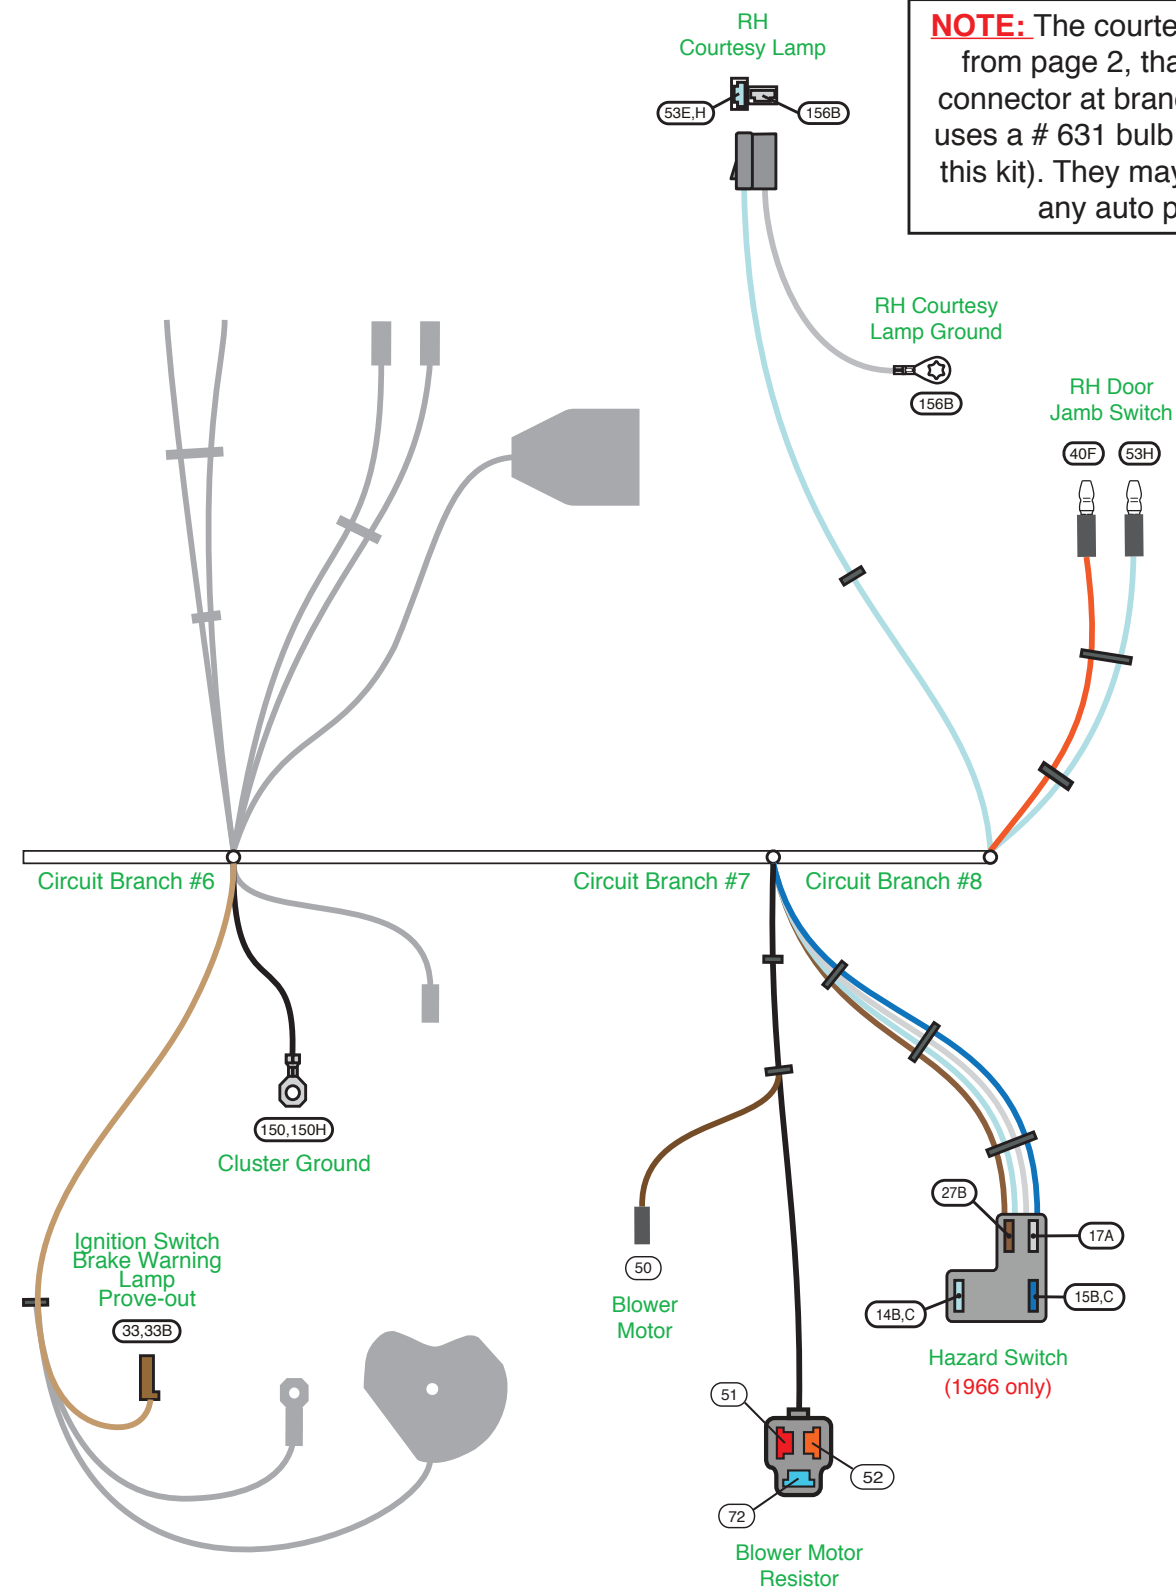 RH
Courtesy Lamp
53E,H
156B
NOTE: The courte
from page 2, tha
connector at bran
uses a # 631 bulb
this kit). They may
any auto p
RH Courtesy
Lamp Ground
156B
RH Door
Jamb Switch
40F
53H
Circuit Branch #6
Circuit Branch #7
Circuit Branch #8
150,150H
Cluster Ground
Ignition Switch
Brake Warning
Lamp
Prove-out
33,33B
50
Blower
Motor
27B
17A
14B,C
15B,C
Hazard Switch
(1966 only)
51
52
72
Blower Motor
Resistor